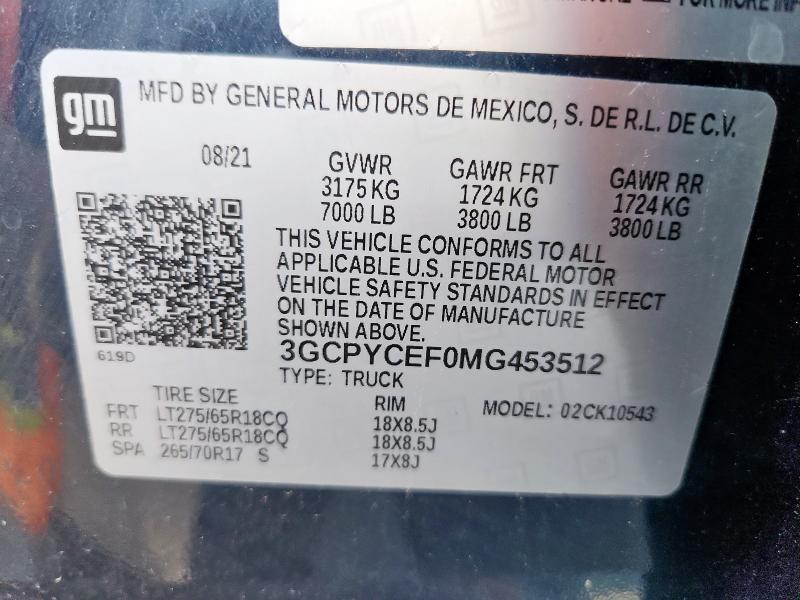 FOR MORE INF
gm
MFD BY GENERAL MOTORS DE MEXICO, S. DE R.L. DE C.V.
08/21 GVWR GAWR FRT GAWR RR
3175 KG 1724 KG 1724 KG
7000 LB 3800 LB 3800 LB
THIS VEHICLE CONFORMS TO ALL
APPLICABLE U.S. FEDERAL MOTOR
VEHICLE SAFETY STANDARDS IN EFFECT
ON THE DATE OF MANUFACTURE
SHOWN ABOVE.
619D
3GCPYCEF0MG453512
TYPE: TRUCK
TIRE SIZE RIM MODEL: 02CK10543
FRT LT275/65R18CQ 18X8.5J
RR LT275/65R18CQ 18X8.5J
SPA 265/70R17 S 17X8J